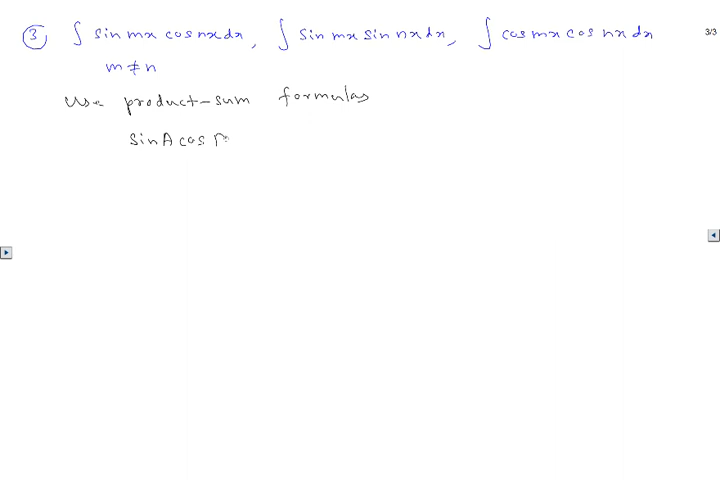 ③ ∫ sin mx cos nx dx, ∫ sin mx sin nx dx, ∫ cos mx cos nx dx
3/3
m ≠ n
Use product-sum formulas
sin A cos